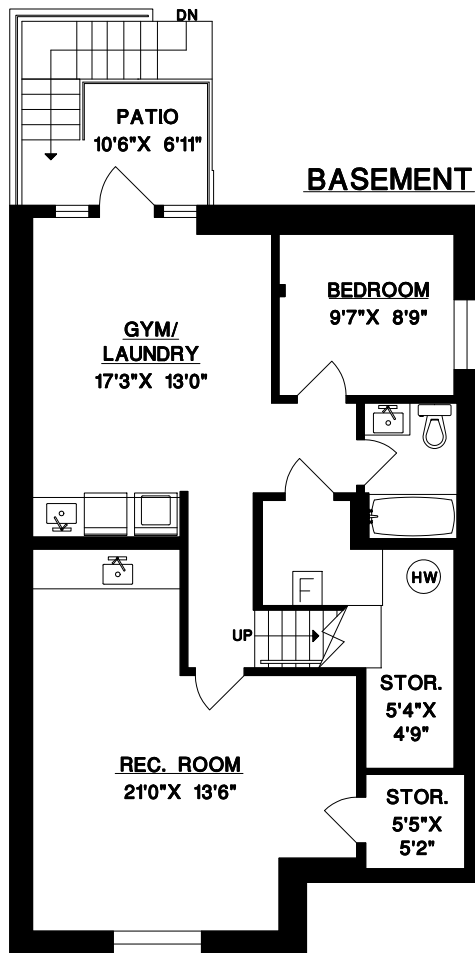 DN
PATIO
10'6"X 6'11"
BASEMENT
BEDROOM
9'7"X 8'9"
GYM/
LAUNDRY
17'3"X 13'0"
F
HW
UP
STOR.
5'4"X
4'9"
REC. ROOM
21'0"X 13'6"
STOR.
5'5"X
5'2"